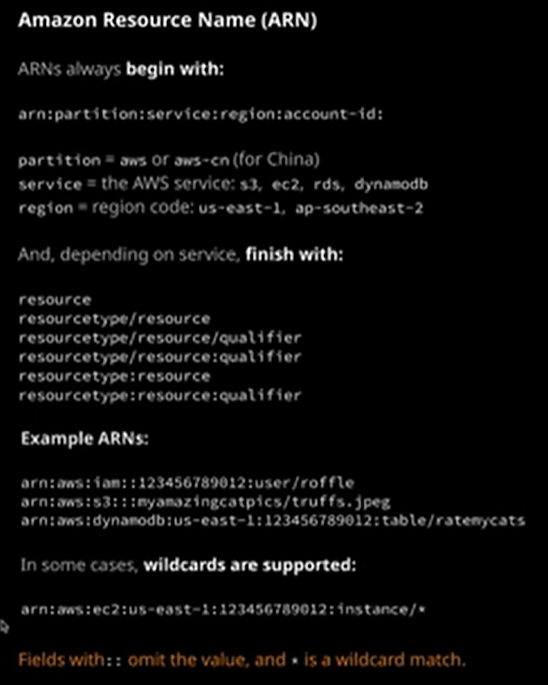 Amazon Resource Name (ARN)
ARNs always begin with:
arn:partition:service:region:account-id:
partition = aws or aws-cn (for China)
service = the AWS service: s3, ec2, rds, dynamodb
region = region code: us-east-1, ap-southeast-2
And, depending on service, finish with:
resource
resourcetype/resource
resourcetype/resource/qualifier
resourcetype/resource:qualifier
resourcetype:resource
resourcetype:resource:qualifier
Example ARNs:
arn:aws:iam::123456789012:user/roffle
arn:aws:s3:::myamazingcatpics/truffs.jpeg
arn:aws:dynamodb:us-east-1:123456789012:table/ratemycats
In some cases, wildcards are supported:
arn:aws:ec2:us-east-1:123456789012:instance/*
Fields with :: omit the value, and * is a wildcard match.